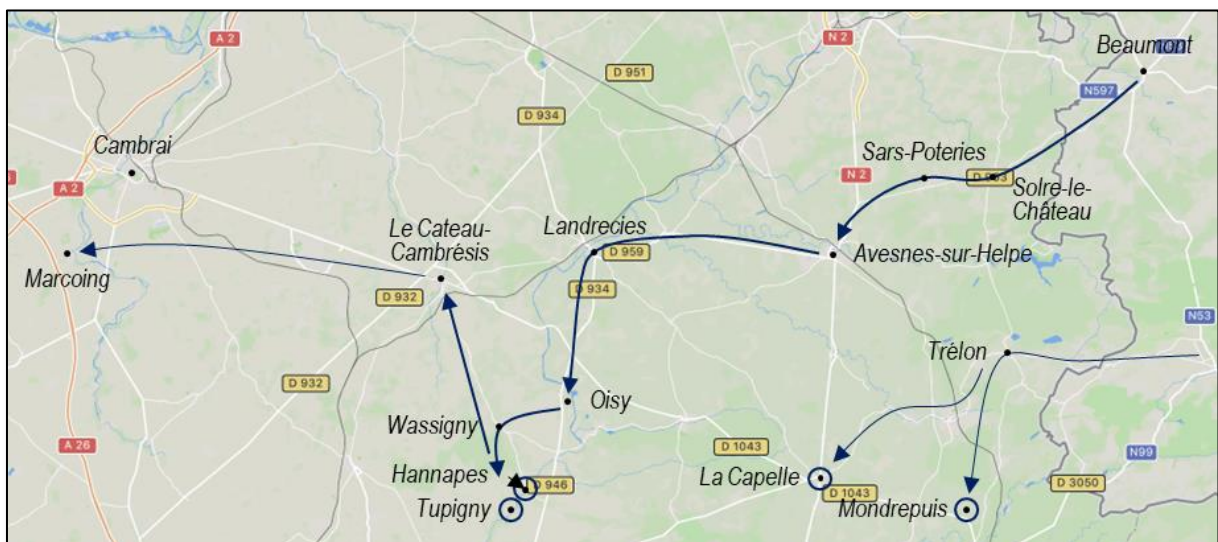 A 2
N 2
Beaumont
D 951
N597
D 934
Cambrai
Sars-Poteries
A 2
N 2
Solre-le-
Château
Le Cateau-
Cambrésis
Landrecies
D 959
Avesnes-sur-Helpe
Marcoing
D 932
D 934
N53
Trélon
D 932
Oisy
Wassigny
A 26
D 1043
N99
Hannapes
D 946
La Capelle
D 1043
D 3050
Tupigny
Mondrepuis